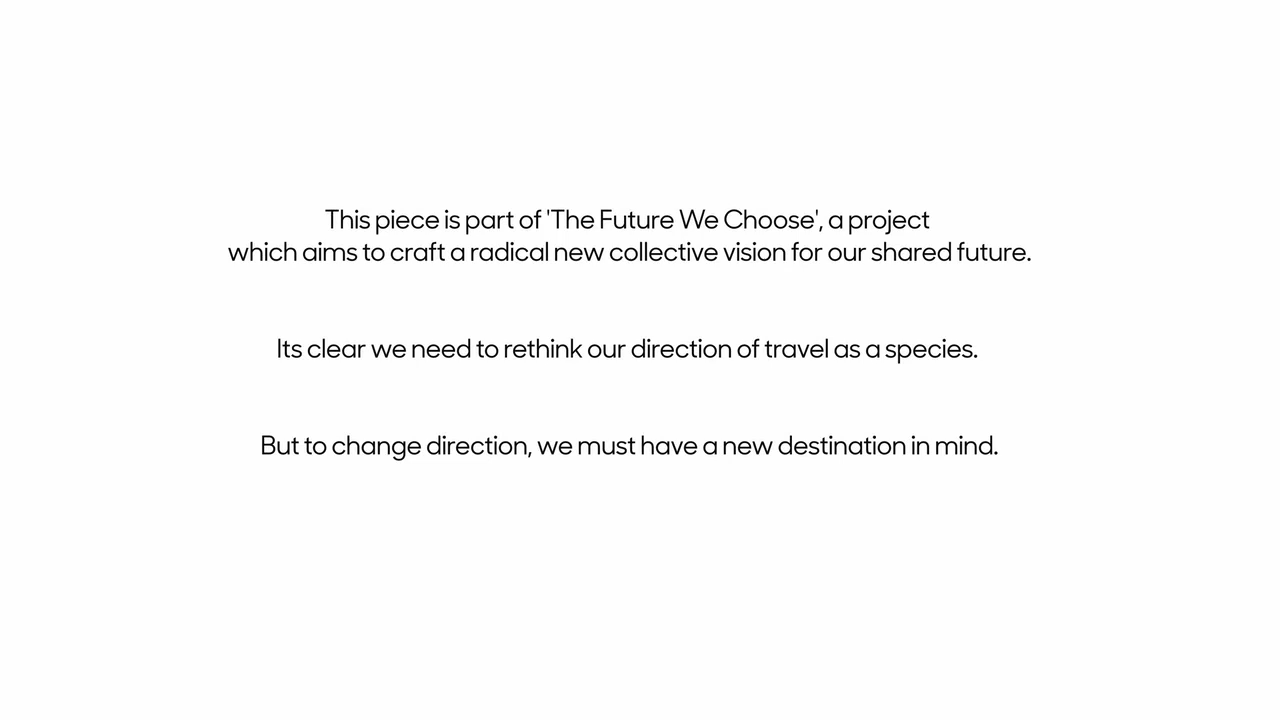 This piece is part of 'The Future We Choose', a project
which aims to craft a radical new collective vision for our shared future.
Its clear we need to rethink our direction of travel as a species.
But to change direction, we must have a new destination in mind.